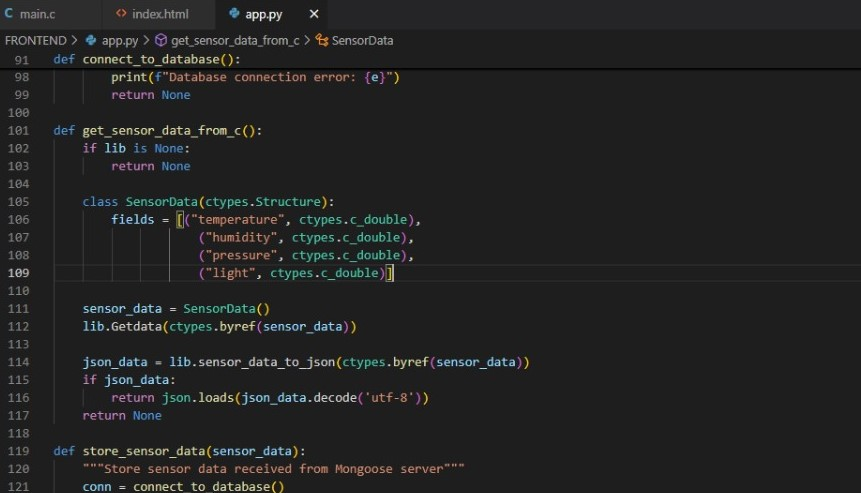 main.c index.html app.py
FRONTEND > app.py > get_sensor_data_from_c > SensorData
91 def connect_to_database():
98 print(f"Database connection error: {e}")
99 return None
100
101 def get_sensor_data_from_c():
102 if lib is None:
103 return None
104
105 class SensorData(ctypes.Structure):
106 fields = [("temperature", ctypes.c_double),
107 ("humidity", ctypes.c_double),
108 ("pressure", ctypes.c_double),
109 ("light", ctypes.c_double)]
110
111 sensor_data = SensorData()
112 lib.Getdata(ctypes.byref(sensor_data))
113
114 json_data = lib.sensor_data_to_json(ctypes.byref(sensor_data))
115 if json_data:
116 return json.loads(json_data.decode('utf-8'))
117 return None
118
119 def store_sensor_data(sensor_data):
120 """Store sensor data received from Mongoose server"""
121 conn = connect_to_database()